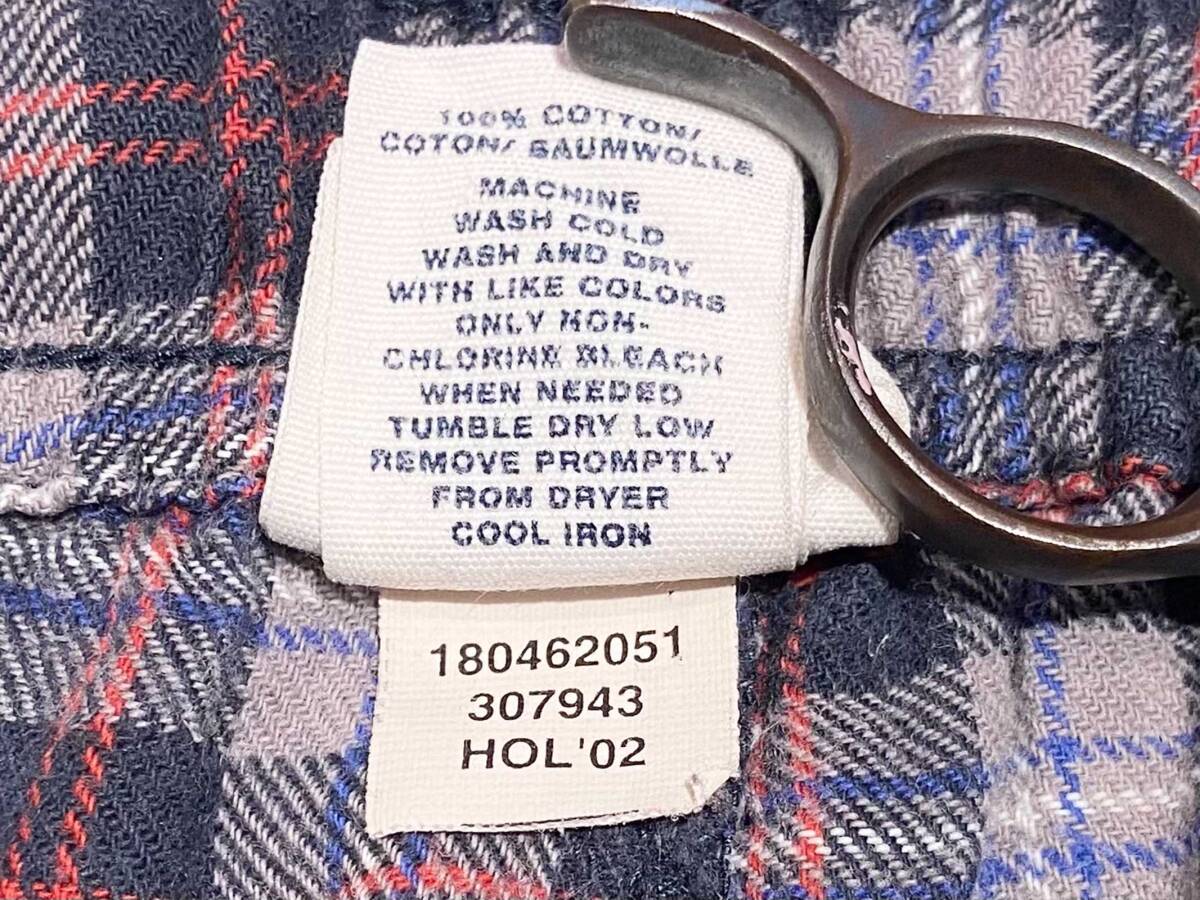 100% COTTON/
COTON/ BAUMWOLLE
MACHINE
WASH COLD
WASH AND DRY
WITH LIKE COLORS
ONLY NON-
CHLORINE BLEACH
WHEN NEEDED
TUMBLE DRY LOW
REMOVE PROMPTLY
FROM DRYER
COOL IRON
180462051
307943
HOL'02